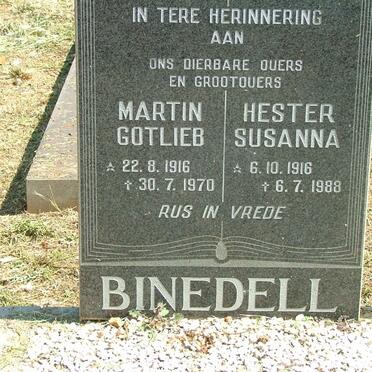 IN TERE HERINNERING
AAN
ONS DIERBARE OUERS
EN GROOTOUERS
MARTIN
GOTLIEB
☆ 22.8.1916
✝ 30.7.1970
HESTER
SUSANNA
☆ 6.10.1916
✝ 6.7.1988
RUS IN VREDE
BINEDELL